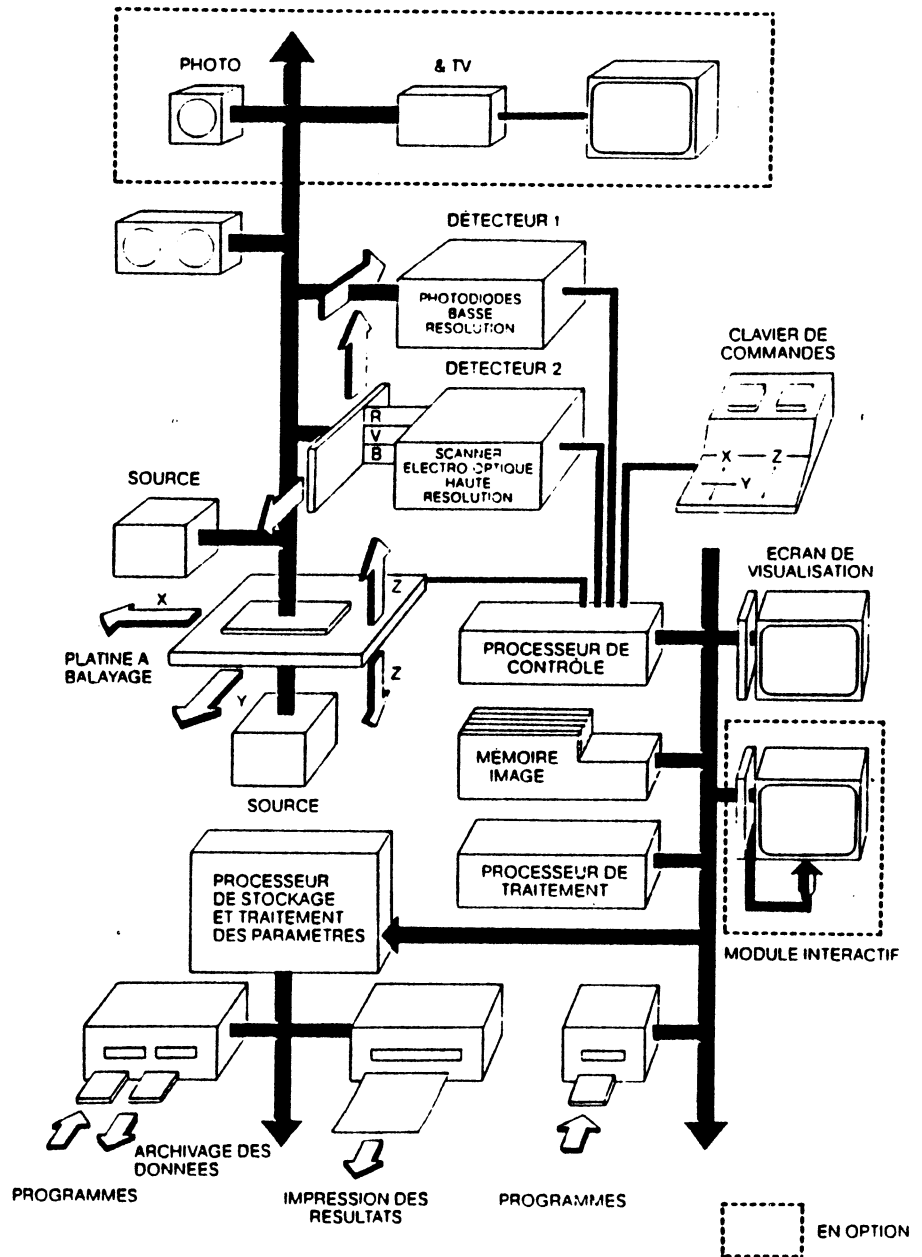 PHOTO
& TV
DÉTECTEUR 1
PHOTODIODES
BASSE
RESOLUTION
CLAVIER DE
COMMANDES
DETECTEUR 2
R
V
B
SCANNER
ELECTRO OPTIQUE
HAUTE
RESOLUTION
X
Z
Y
SOURCE
ECRAN DE
VISUALISATION
X
Z
PLATINE A
BALAYAGE
Y
Z
PROCESSEUR DE
CONTRÔLE
SOURCE
MÉMOIRE
IMAGE
PROCESSEUR DE
TRAITEMENT
PROCESSEUR
DE STOCKAGE
ET TRAITEMENT
DES PARAMÈTRES
MODULE INTERACTIF
ARCHIVAGE DES
DONNEES
PROGRAMMES
IMPRESSION DES
RESULTATS
PROGRAMMES
EN OPTION